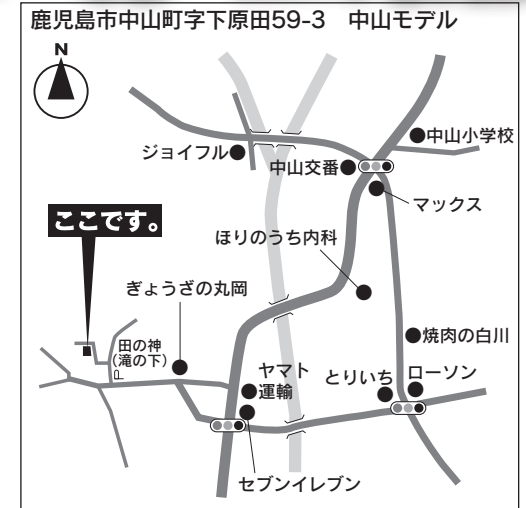 鹿児島市中山町字下原田59-3　中山モデル
N
中山小学校
ジョイフル
中山交番
マックス
ここです。
ほりのうち内科
ぎょうざの丸岡
田の神
(滝の下)
P
焼肉の白川
ヤマト
運輸
とりいち
ローソン
セブンイレブン